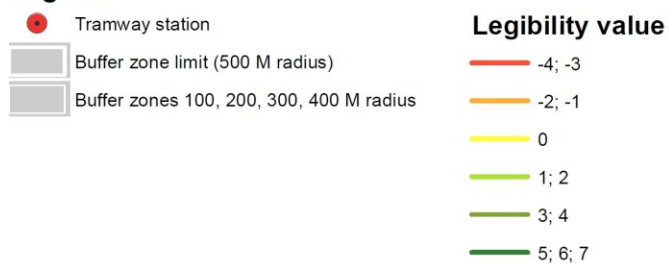 Tramway station
Buffer zone limit (500 M radius)
Buffer zones 100, 200, 300, 400 M radius
Legibility value
-4; -3
-2; -1
0
1; 2
3; 4
5; 6; 7